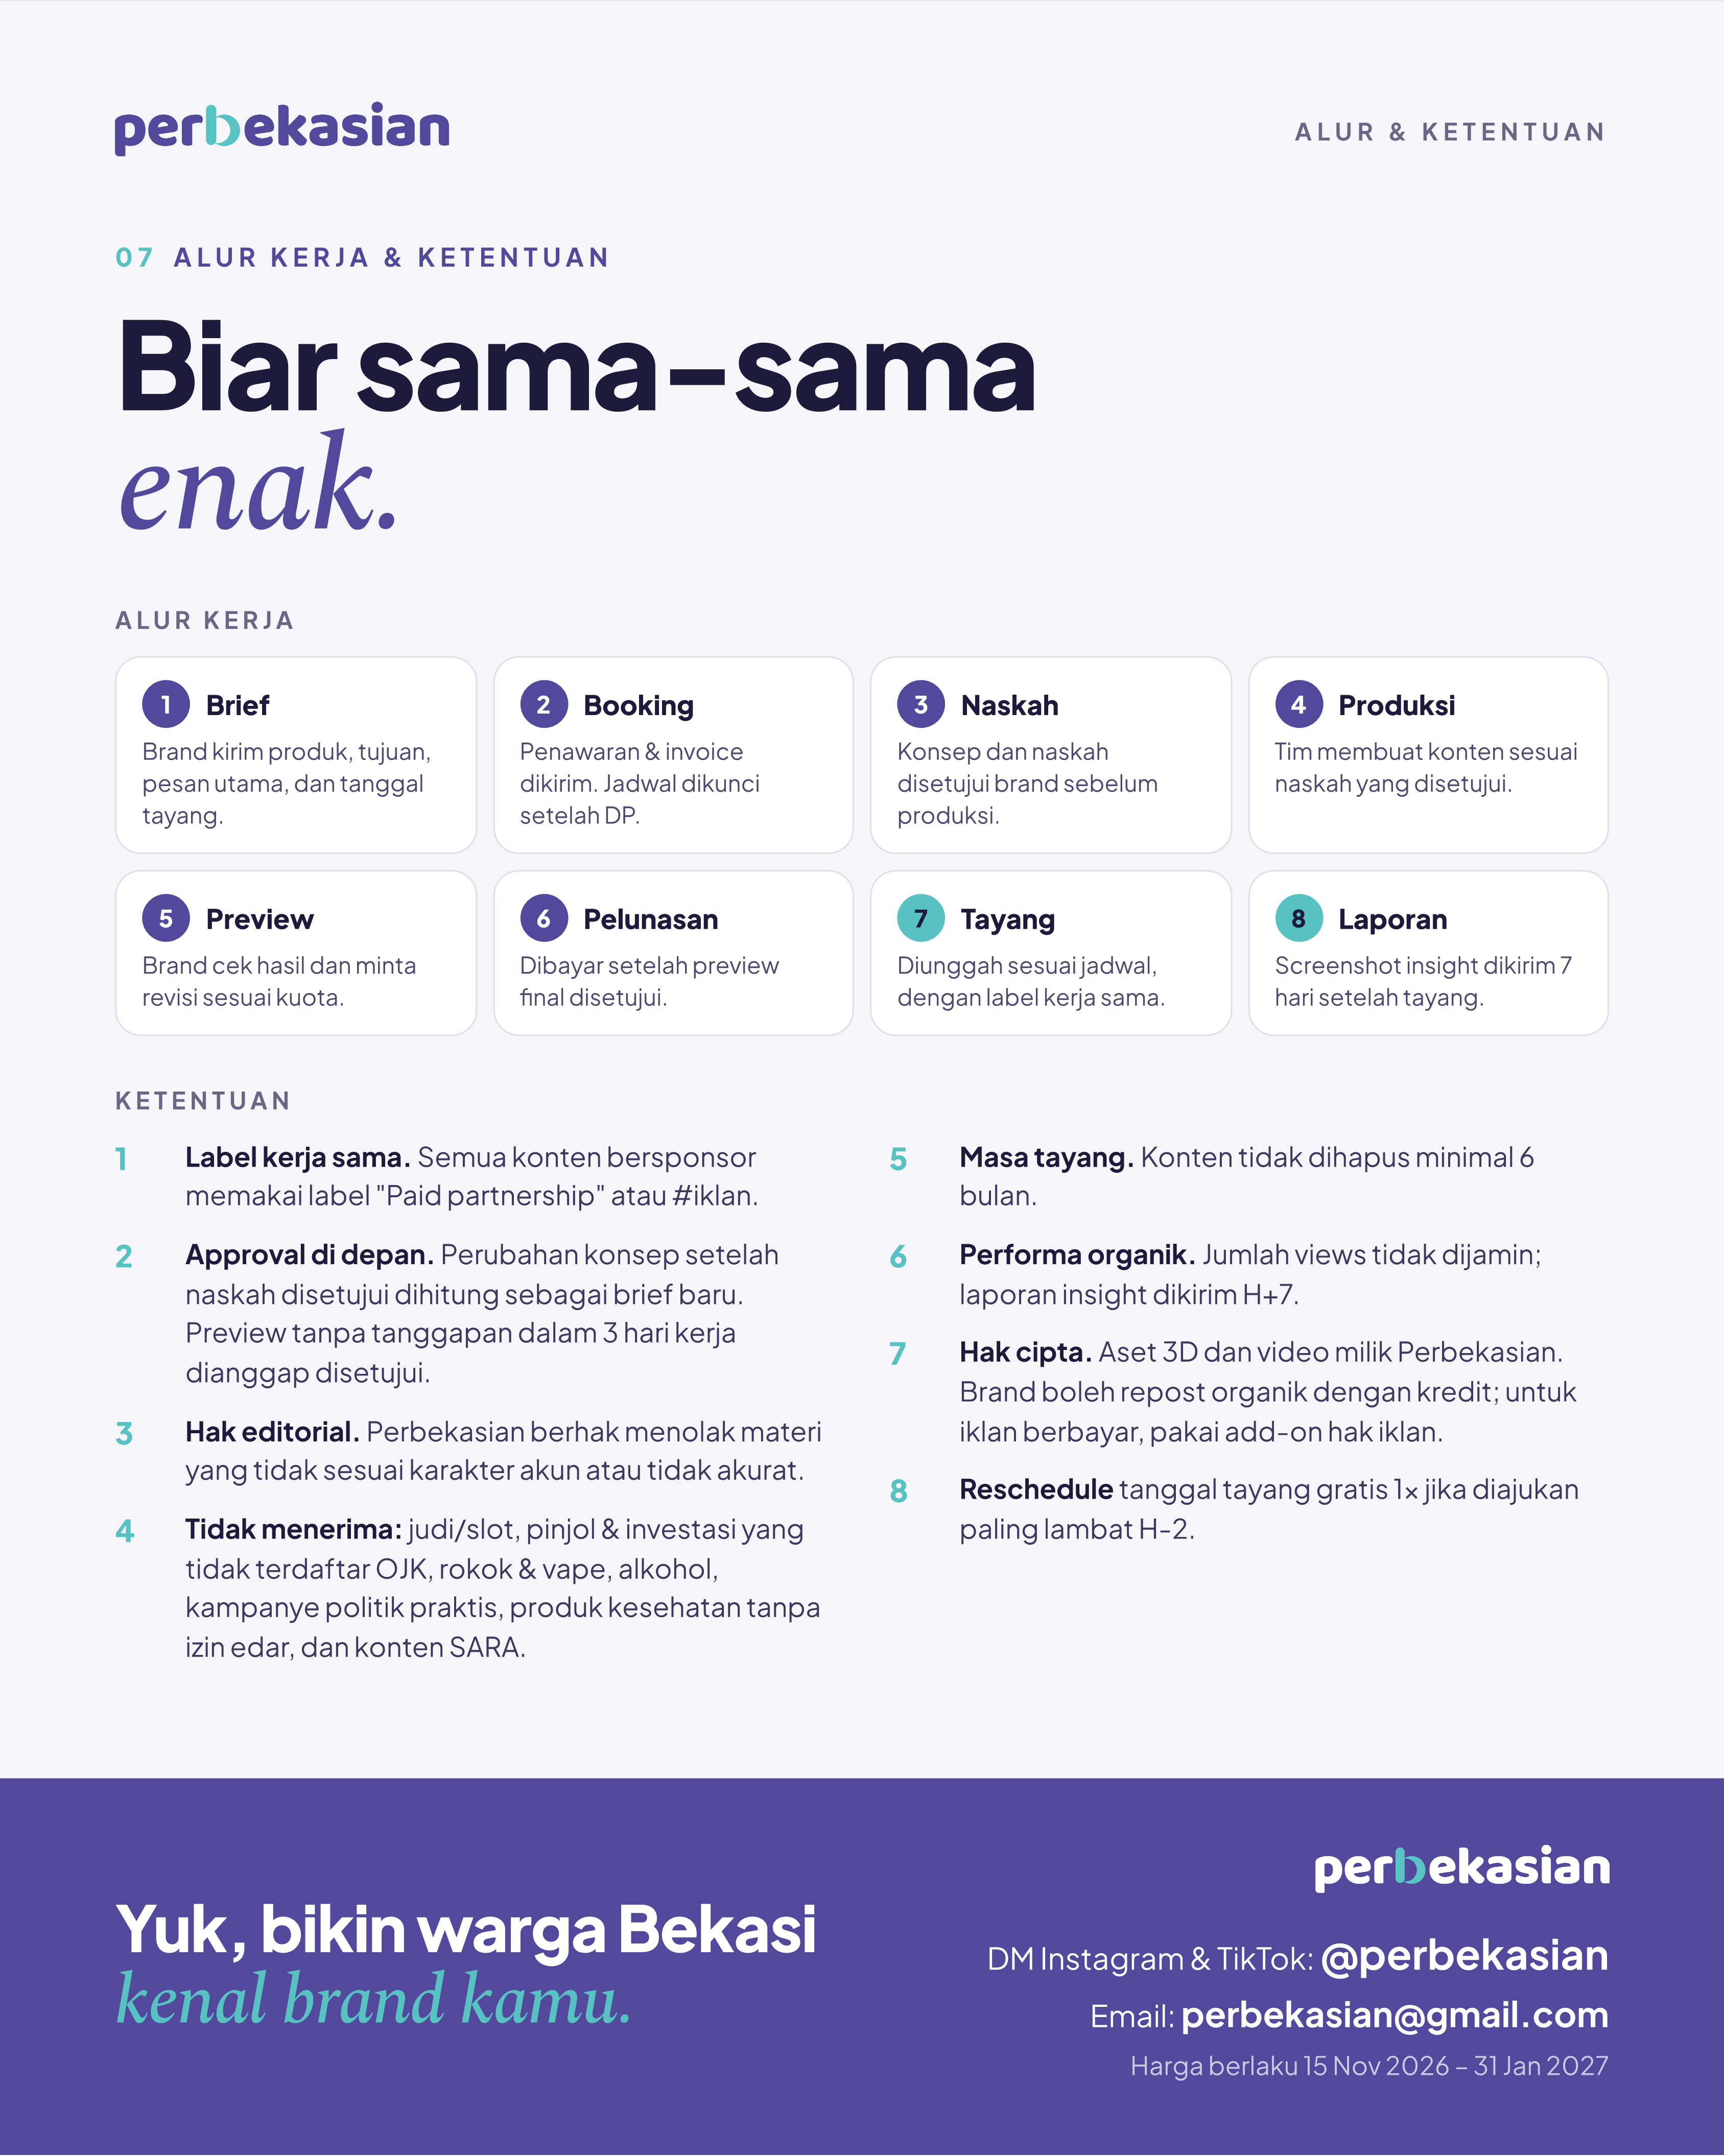 perbekasian
ALUR & KETENTUAN
07 ALUR KERJA & KETENTUAN
Biar sama-sama
enak.
ALUR KERJA
1 Brief
Brand kirim produk, tujuan,
pesan utama, dan tanggal
tayang.
2 Booking
Penawaran & invoice
dikirim. Jadwal dikunci
setelah DP.
3 Naskah
Konsep dan naskah
disetujui brand sebelum
produksi.
4 Produksi
Tim membuat konten sesuai
naskah yang disetujui.
5 Preview
Brand cek hasil dan minta
revisi sesuai kuota.
6 Pelunasan
Dibayar setelah preview
final disetujui.
7 Tayang
Diunggah sesuai jadwal,
dengan label kerja sama.
8 Laporan
Screenshot insight dikirim 7
hari setelah tayang.
KETENTUAN
1 Label kerja sama. Semua konten bersponsor
memakai label "Paid partnership" atau #iklan.
2 Approval di depan. Perubahan konsep setelah
naskah disetujui dihitung sebagai brief baru.
Preview tanpa tanggapan dalam 3 hari kerja
dianggap disetujui.
3 Hak editorial. Perbekasian berhak menolak materi
yang tidak sesuai karakter akun atau tidak akurat.
4 Tidak menerima: judi/slot, pinjol & investasi yang
tidak terdaftar OJK, rokok & vape, alkohol,
kampanye politik praktis, produk kesehatan tanpa
izin edar, dan konten SARA.
5 Masa tayang. Konten tidak dihapus minimal 6
bulan.
6 Performa organik. Jumlah views tidak dijamin;
laporan insight dikirim H+7.
7 Hak cipta. Aset 3D dan video milik Perbekasian.
Brand boleh repost organik dengan kredit; untuk
iklan berbayar, pakai add-on hak iklan.
8 Reschedule tanggal tayang gratis 1× jika diajukan
paling lambat H-2.
Yuk, bikin warga Bekasi
kenal brand kamu.
perbekasian
DM Instagram & TikTok: @perbekasian
Email: perbekasian@gmail.com
Harga berlaku 15 Nov 2026 – 31 Jan 2027